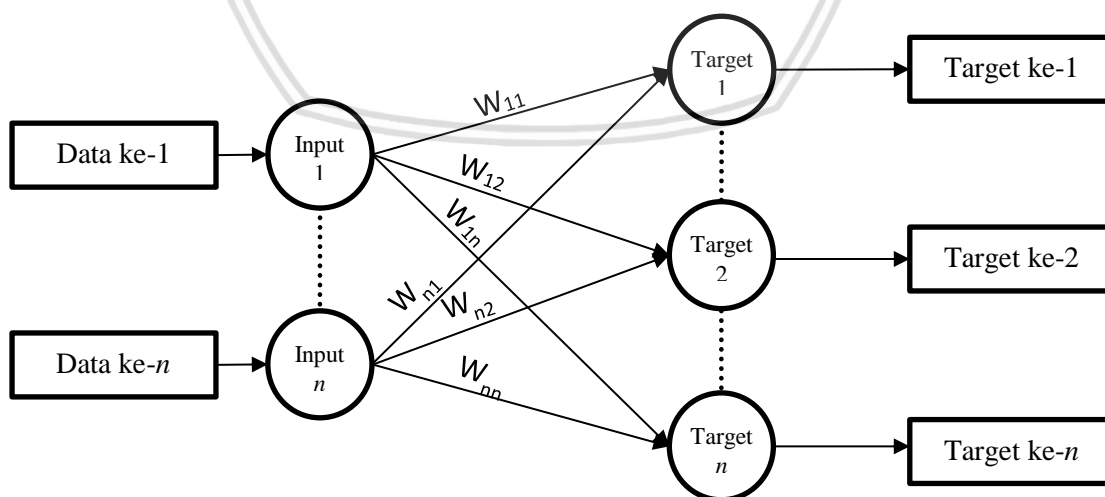 Data ke-1
Data ke-n
Input
1
Input
n
W11
W12
W1n
W n1
W n2
W nn
Target
1
Target
2
Target
n
Target ke-1
Target ke-2
Target ke-n